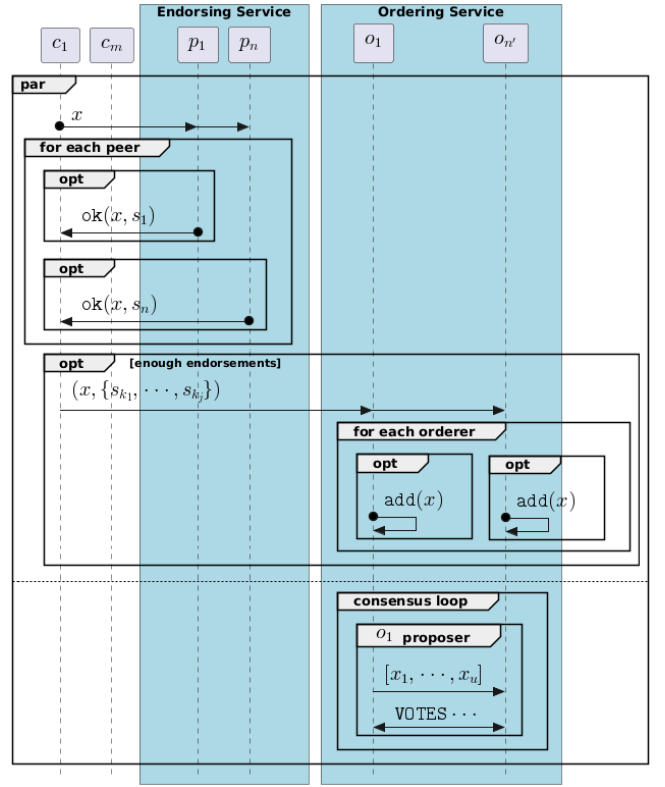 Endorsing Service Ordering Service
c₁ cₘ p₁ pₙ o₁ oₙ′
par
x
for each peer
opt
ok(x, s₁)
opt
ok(x, sₙ)
opt [enough endorsements]
(x, {sₖ₁, ⋯, sₖⱼ})
for each orderer
opt opt
add(x) add(x)
consensus loop
o₁ proposer
[x₁, ⋯, xᵤ]
VOTES ⋯